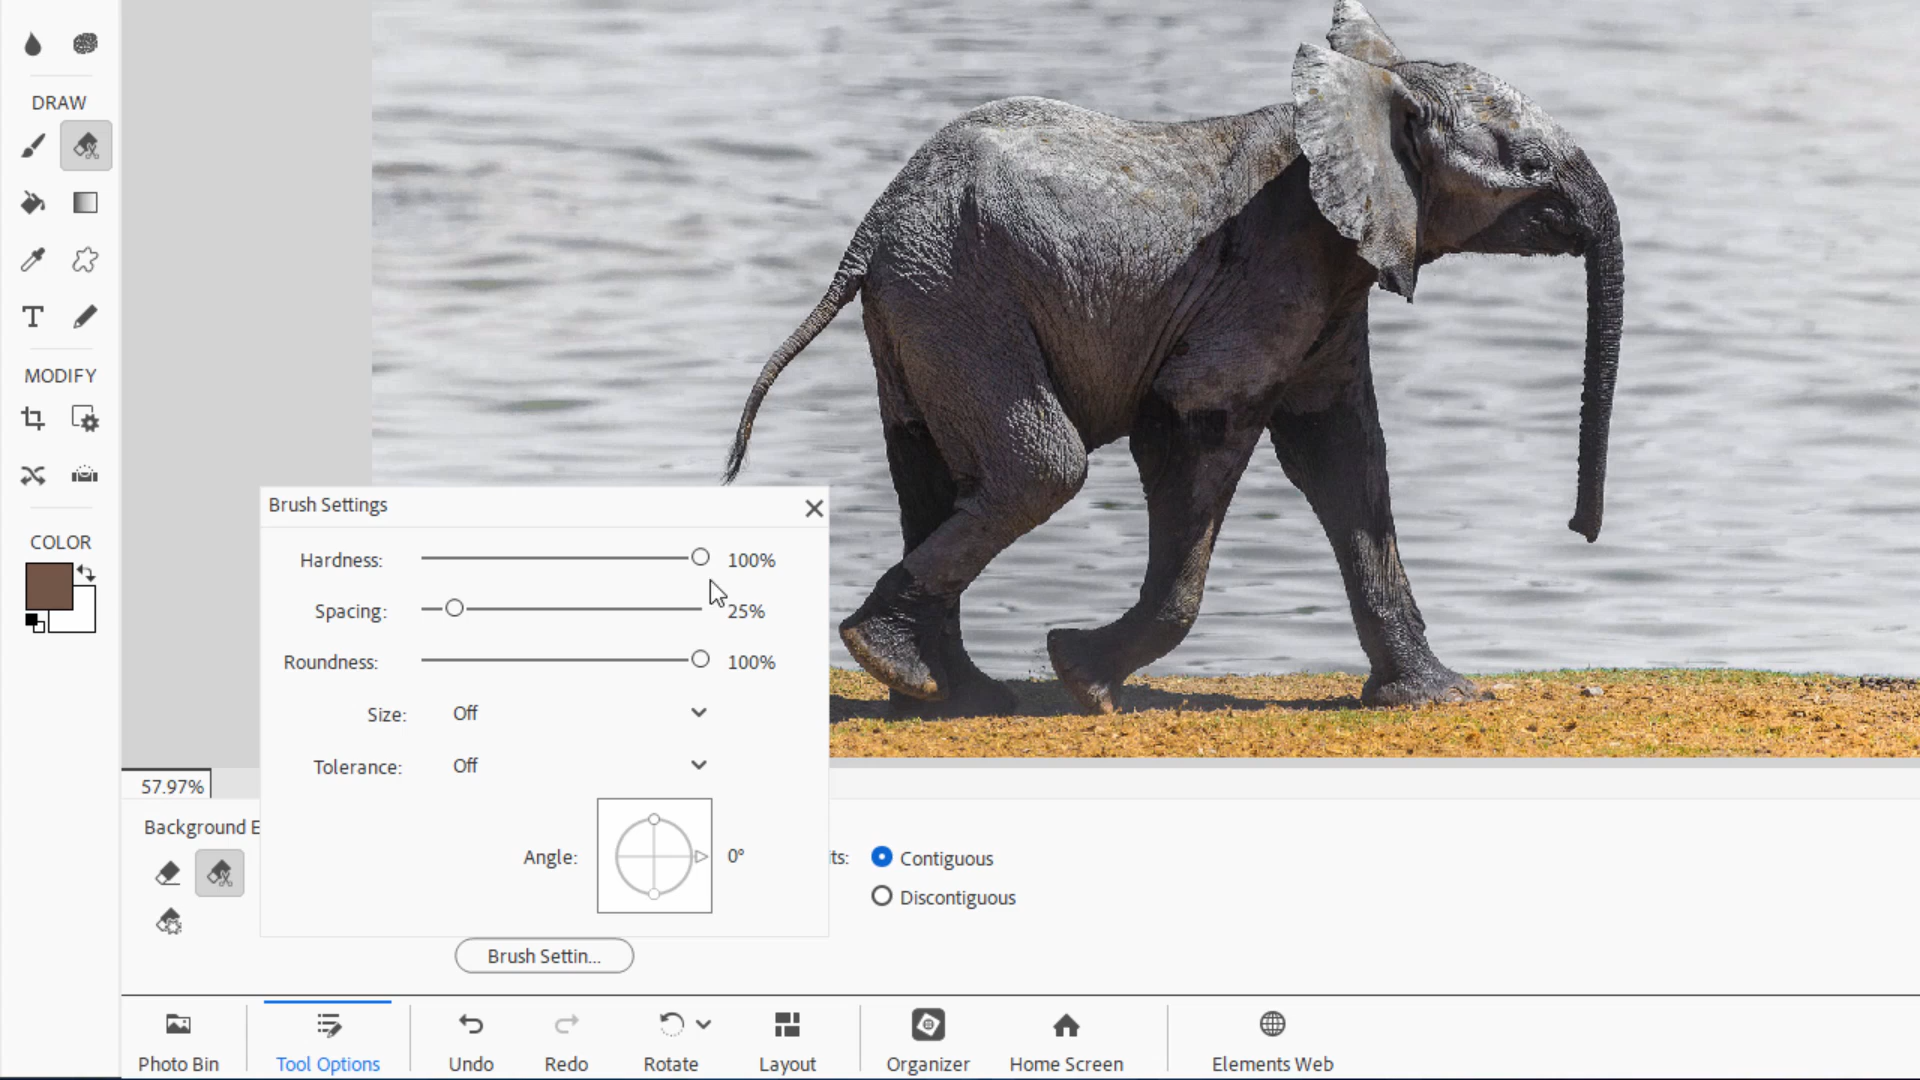 DRAW
T
MODIFY
COLOR
Brush Settings
Hardness: 100%
Spacing: 25%
Roundness: 100%
Size: Off
Tolerance: Off
Angle: 0°
57.97%
Background E
ts:
Contiguous
Discontiguous
Brush Settin...
Photo Bin
Tool Options
Undo
Redo
Rotate
Layout
Organizer
Home Screen
Elements Web